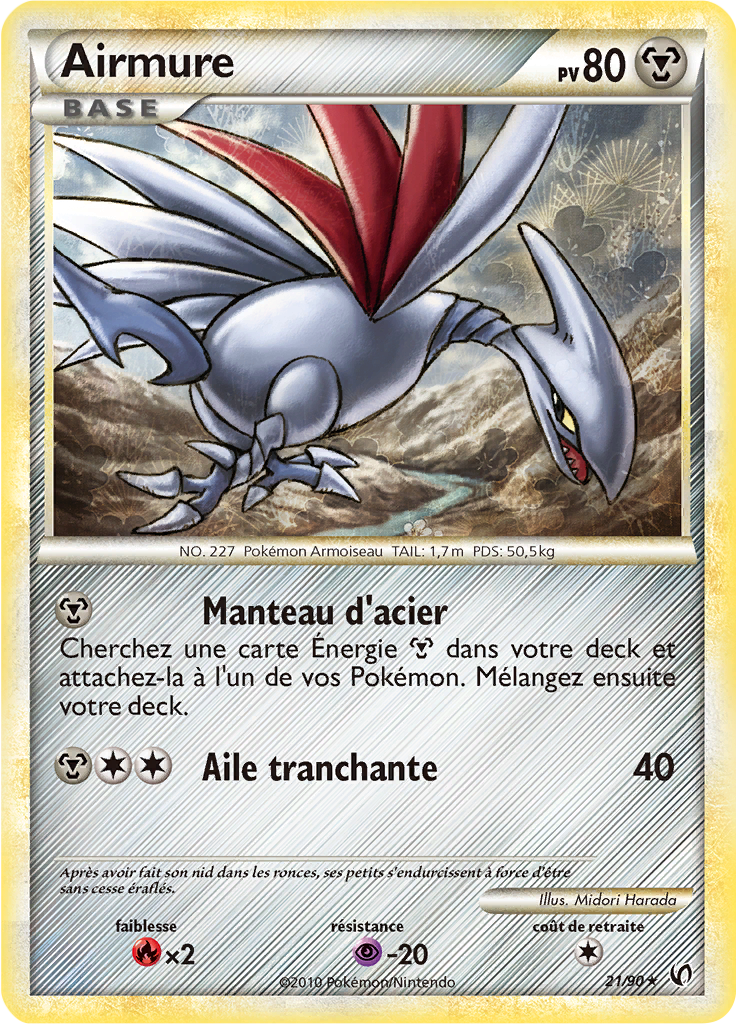 Airmure
PV 80
BASE
NO. 227 Pokémon Armoiseau TAIL: 1,7 m PDS: 50,5 kg
Manteau d'acier
Cherchez une carte Énergie dans votre deck et
attachez-la à l'un de vos Pokémon. Mélangez ensuite
votre deck.
Aile tranchante 40
Après avoir fait son nid dans les ronces, ses petits s'endurcissent à force d'être
sans cesse éraflés.
Illus. Midori Harada
faiblesse résistance coût de retraite
×2 -20
©2010 Pokémon/Nintendo 21/90★